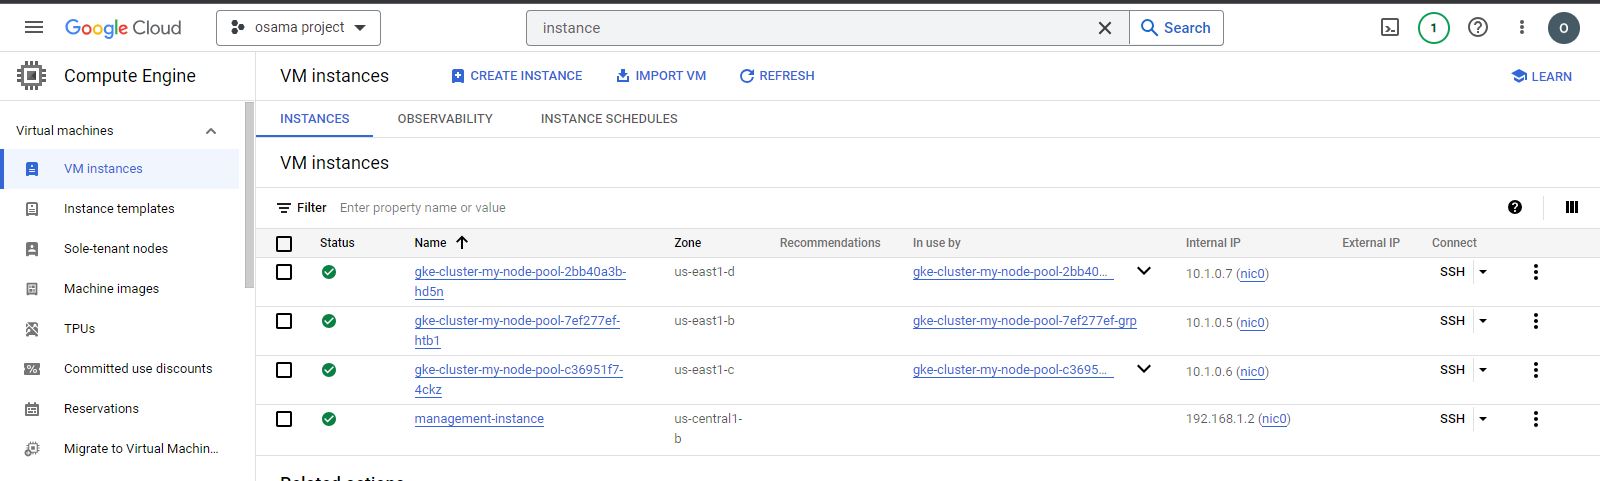 Google Cloud
osama project
instance
Search
1
O
Compute Engine
VM instances
CREATE INSTANCE
IMPORT VM
REFRESH
LEARN
Virtual machines
VM instances
Instance templates
Sole-tenant nodes
Machine images
TPUs
Committed use discounts
Reservations
Migrate to Virtual Machin...
INSTANCES OBSERVABILITY INSTANCE SCHEDULES
VM instances
Filter Enter property name or value
Status Name Zone Recommendations In use by Internal IP External IP Connect
gke-cluster-my-node-pool-2bb40a3b- us-east1-d gke-cluster-my-node-pool-2bb40... 10.1.0.7 (nic0) SSH
hd5n
gke-cluster-my-node-pool-7ef277ef- us-east1-b gke-cluster-my-node-pool-7ef277ef-grp 10.1.0.5 (nic0) SSH
htb1
gke-cluster-my-node-pool-c36951f7- us-east1-c gke-cluster-my-node-pool-c3695... 10.1.0.6 (nic0) SSH
4ckz
management-instance us-central1- 192.168.1.2 (nic0) SSH
b
Related actions